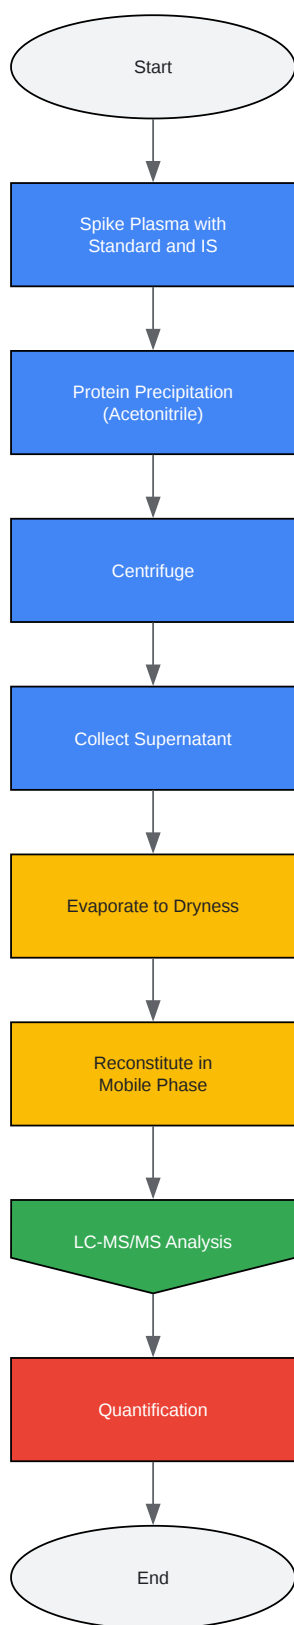 Start
Spike Plasma with
Standard and IS
Protein Precipitation
(Acetonitrile)
Centrifuge
Collect Supernatant
Evaporate to Dryness
Reconstitute in
Mobile Phase
LC-MS/MS Analysis
Quantification
End